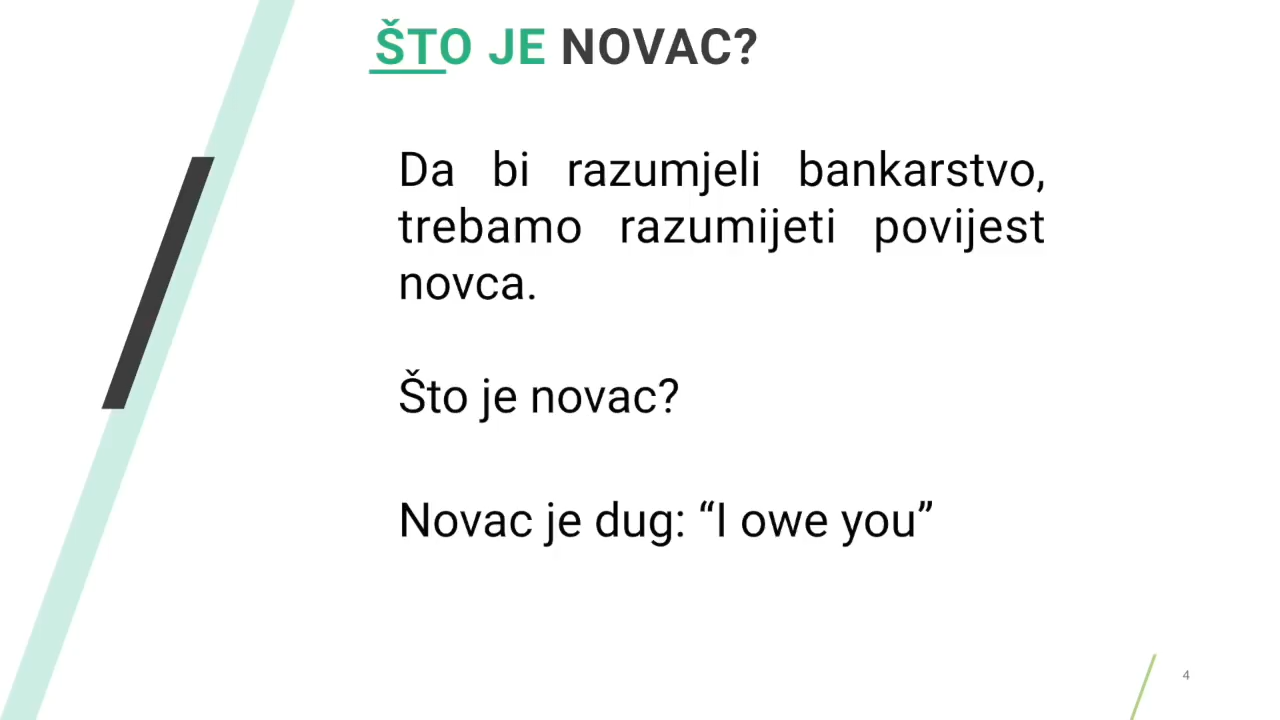 ŠTO JE NOVAC?
Da bi razumjeli bankarstvo,
trebamo razumijeti povijest
novca.
Što je novac?
Novac je dug: “I owe you”
4